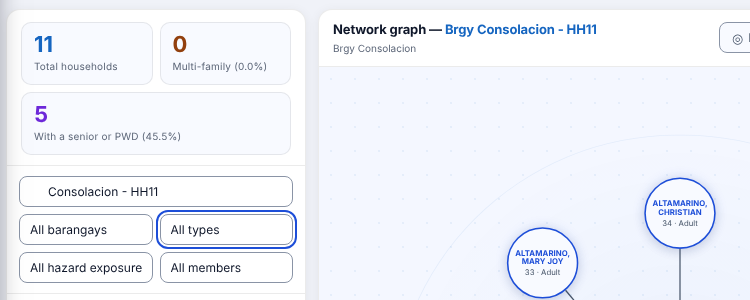 11
Total households
0
Multi-family (0.0%)
5
With a senior or PWD (45.5%)
Consolacion - HH11
All barangays
All types
All hazard exposure
All members
Network graph — Brgy Consolacion - HH11
Brgy Consolacion
ALTAMARINO,
CHRISTIAN
34 · Adult
ALTAMARINO,
MARY JOY
33 · Adult